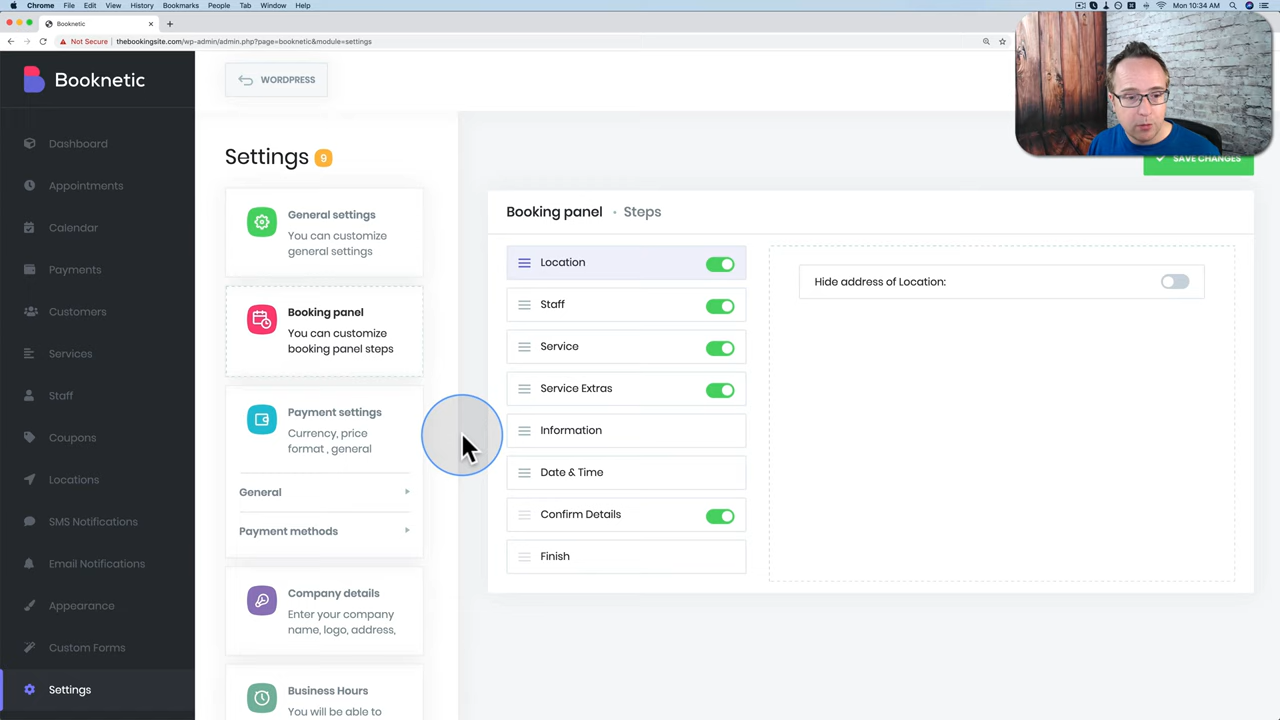 Chrome File Edit View History Bookmarks People Tab Window Help
Mon 10:34 AM
Booknetic
Not Secure thebookingsite.com/wp-admin/admin.php?page=booknetic&module=settings
Booknetic
WORDPRESS
Dashboard
Appointments
Calendar
Payments
Customers
Services
Staff
Coupons
Locations
SMS Notifications
Email Notifications
Appearance
Custom Forms
Settings
Settings 9
General settings
You can customize
general settings
Booking panel
You can customize
booking panel steps
Payment settings
Currency, price
format , general
General
Payment methods
Company details
Enter your company
name, logo, address,
Business Hours
You will be able to
SAVE CHANGES
Booking panel • Steps
Location
Staff
Service
Service Extras
Information
Date & Time
Confirm Details
Finish
Hide address of Location: